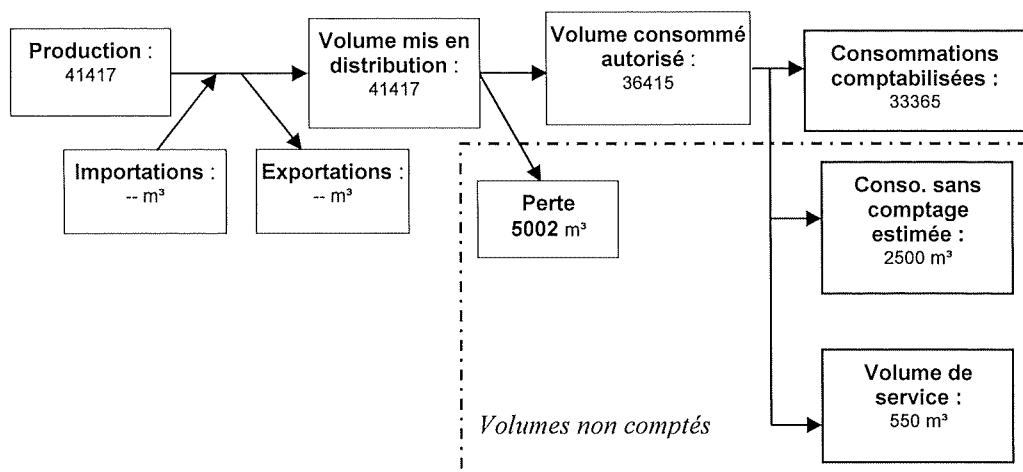 Production :
41417
Volume mis en
distribution :
41417
Volume consommé
autorisé :
36415
Consommations
comptabilisées :
33365
Importations :
-- m³
Exportations :
-- m³
Perte
5002 m³
Conso. sans
comptage
estimée :
2500 m³
Volume de
service :
550 m³
Volumes non comptés